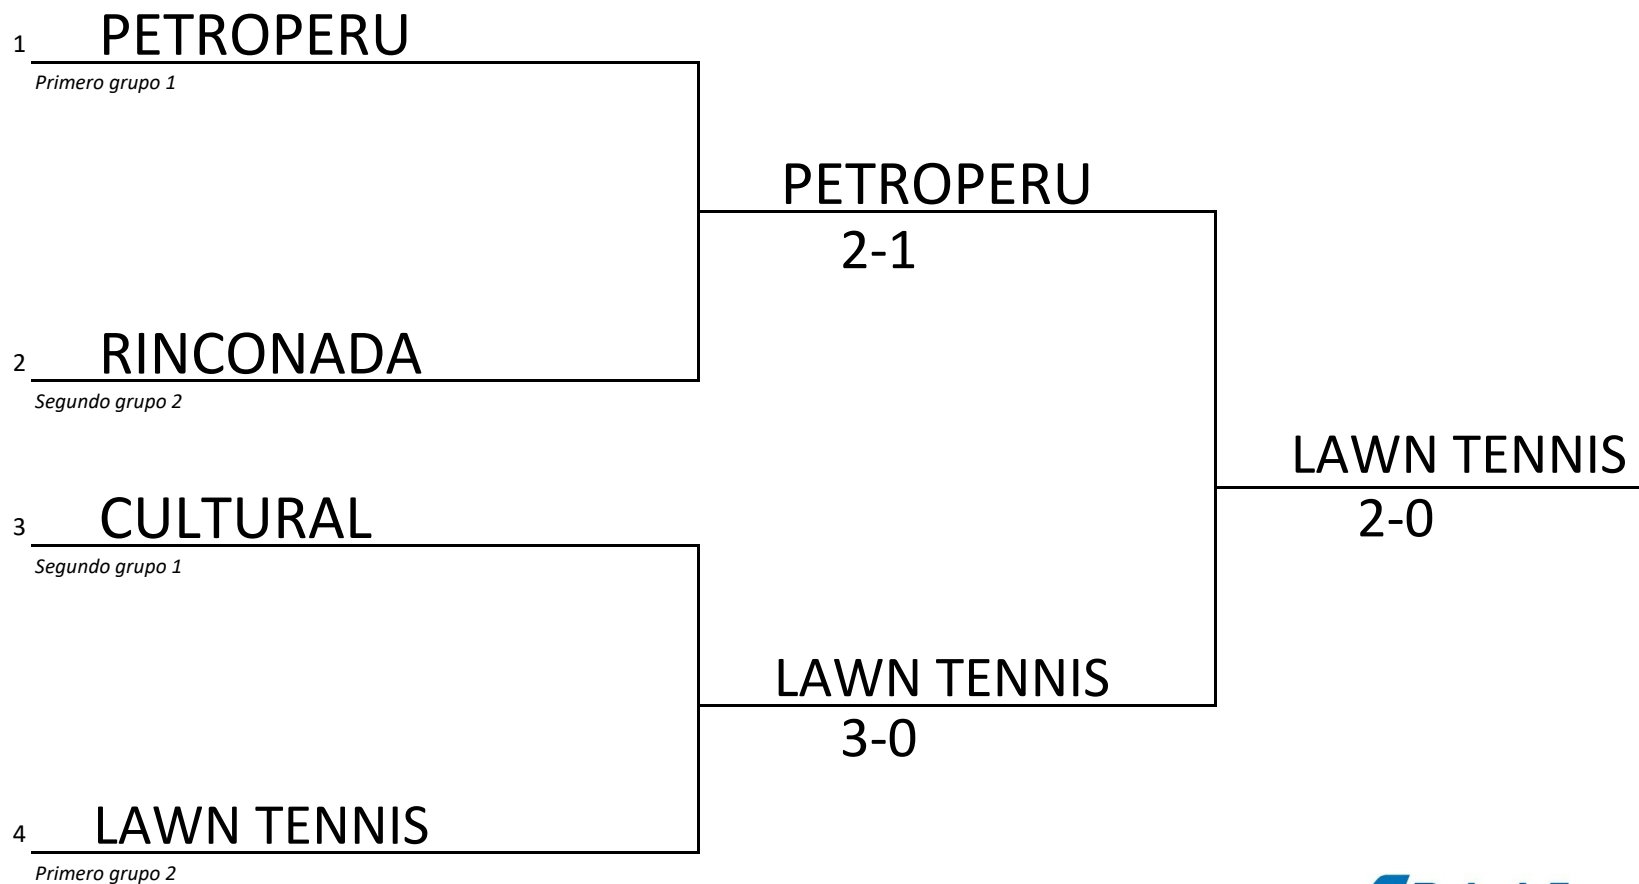 1 PETROPERU
Primero grupo 1
PETROPERU
2-1
2 RINCONADA
Segundo grupo 2
LAWN TENNIS
2-0
3 CULTURAL
Segundo grupo 1
LAWN TENNIS
3-0
4 LAWN TENNIS
Primero grupo 2